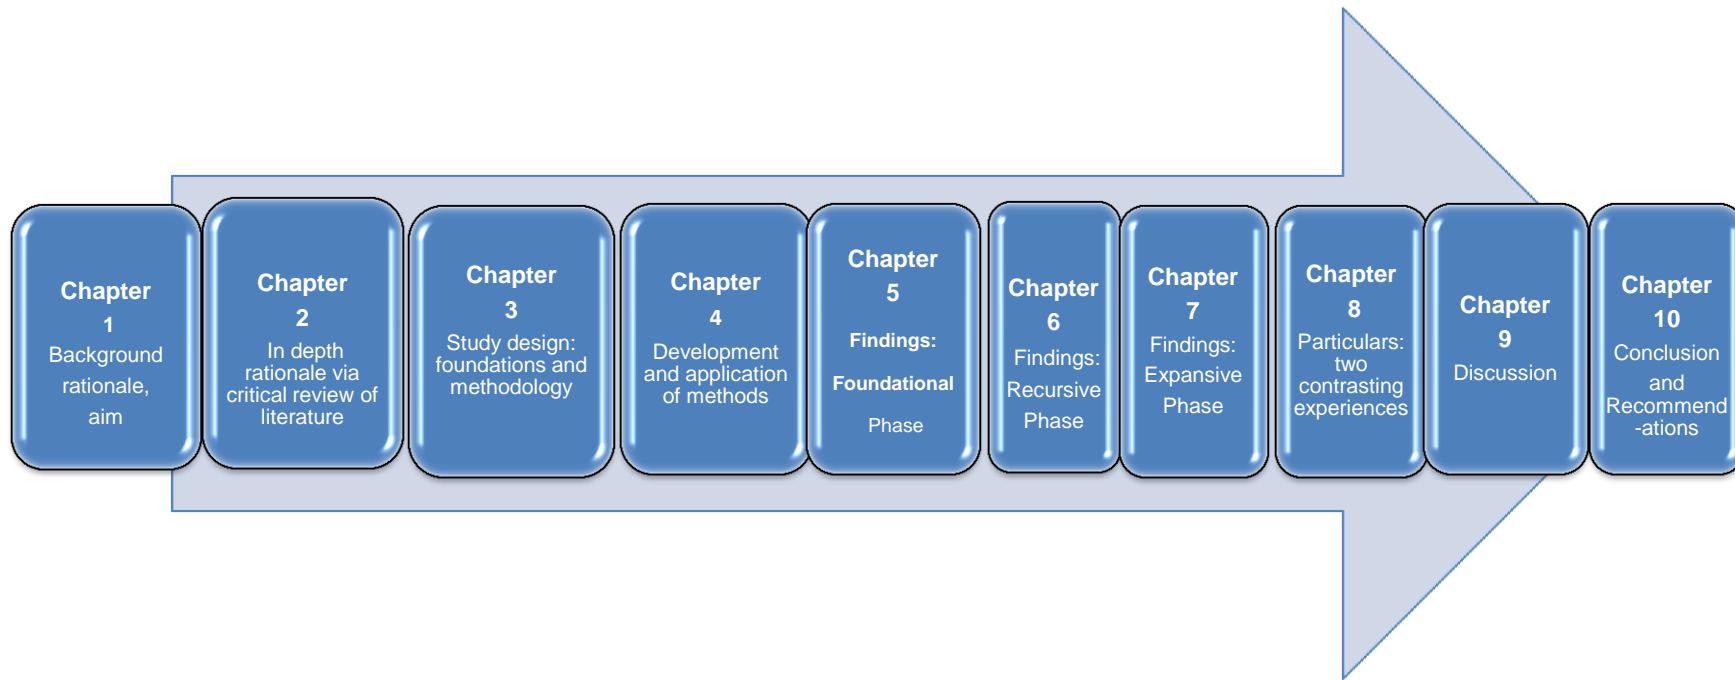 Chapter
1
Background
rationale,
aim
Chapter
2
In depth
rationale via
critical review of
literature
Chapter
3
Study design:
foundations and
methodology
Chapter
4
Development
and application
of methods
Chapter
5
Findings:
Foundational
Phase
Chapter
6
Findings:
Recursive
Phase
Chapter
7
Findings:
Expansive
Phase
Chapter
8
Particulars:
two
contrasting
experiences
Chapter
9
Discussion
Chapter
10
Conclusion
and
Recommend
-ations